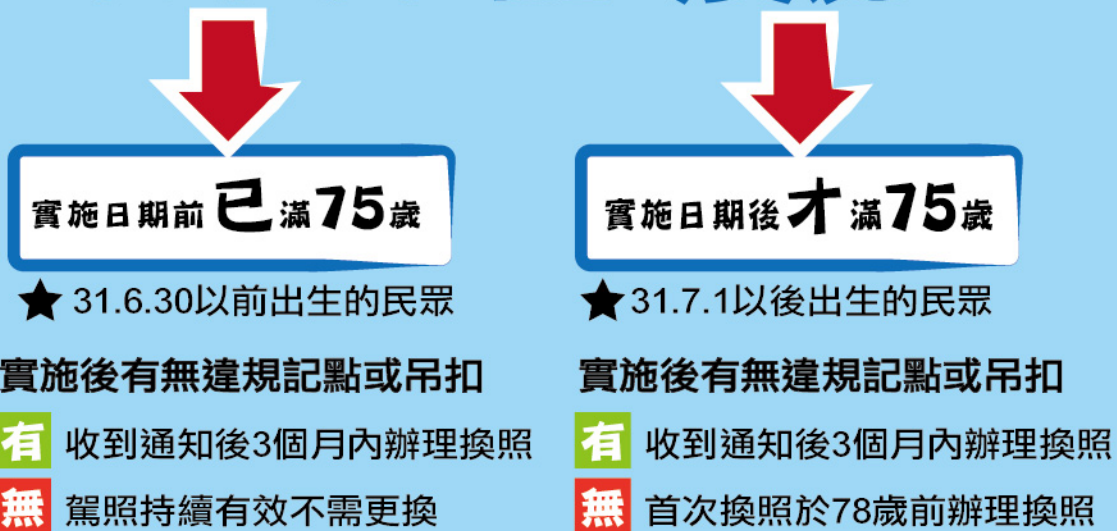 實施日期前已滿75歲
★31.6.30以前出生的民眾
實施後有無違規記點或吊扣
有 收到通知後3個月內辦理換照
無 駕照持續有效不需更換
實施日期後才滿75歲
★31.7.1以後出生的民眾
實施後有無違規記點或吊扣
有 收到通知後3個月內辦理換照
無 首次換照於78歲前辦理換照